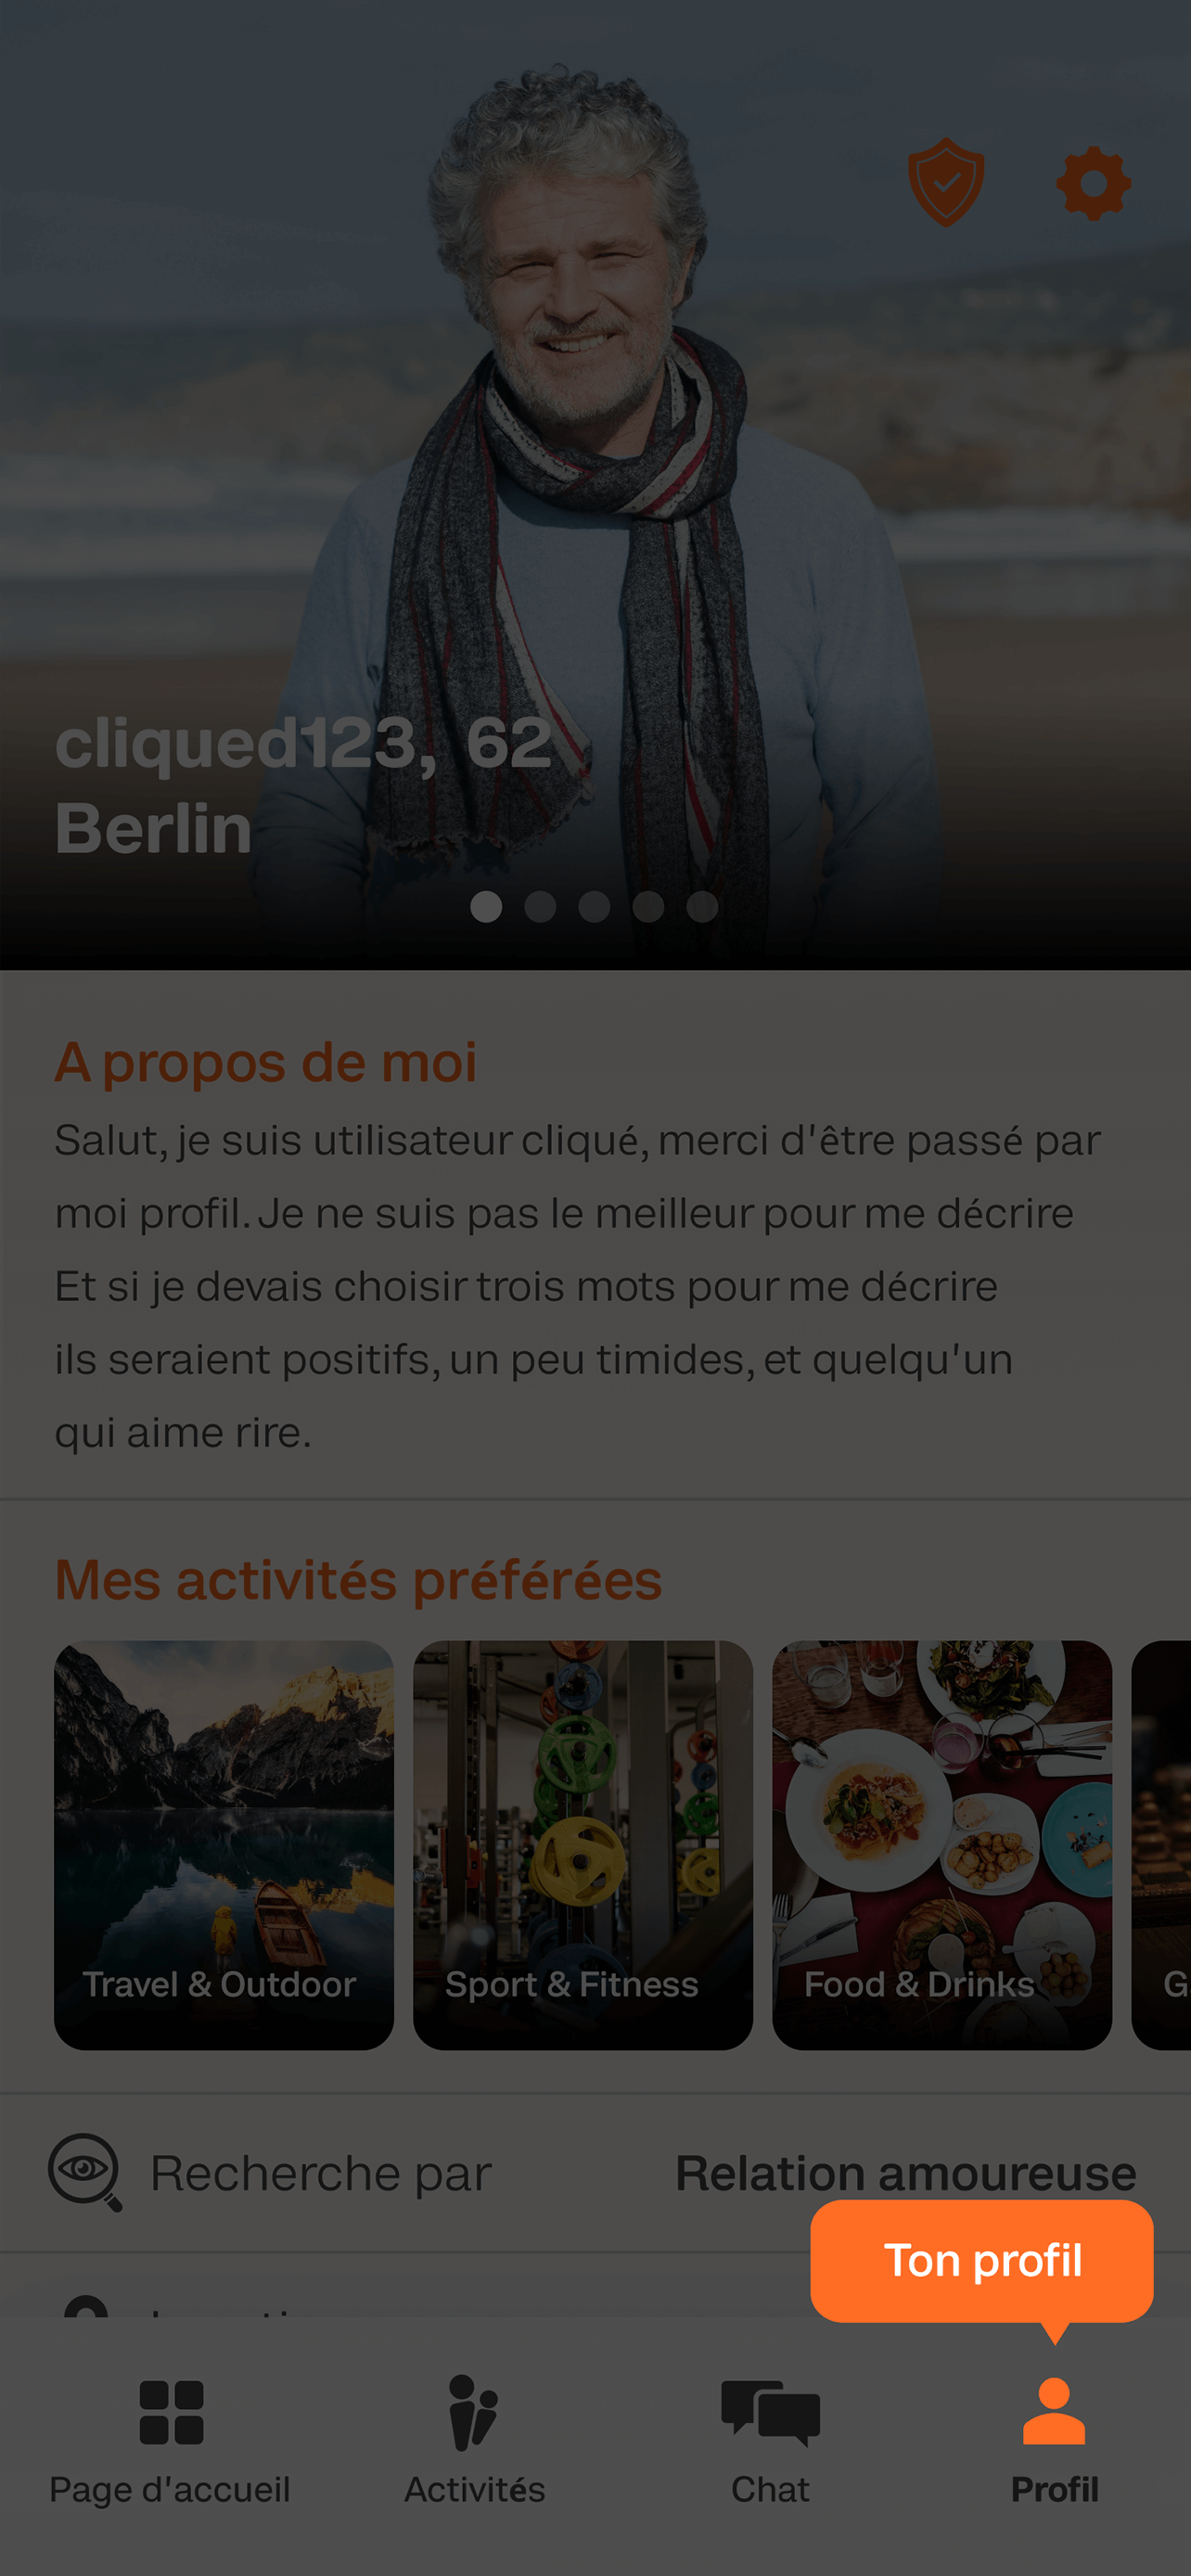 cliqued123, 62
Berlin
A propos de moi
Salut, je suis utilisateur cliqué, merci d'être passé par
moi profil. Je ne suis pas le meilleur pour me décrire
Et si je devais choisir trois mots pour me décrire
ils seraient positifs, un peu timides, et quelqu'un
qui aime rire.
Mes activités préférées
Travel & Outdoor
Sport & Fitness
Food & Drinks
G
Recherche par
Relation amoureuse
Ton profil
Page d'accueil
Activités
Chat
Profil